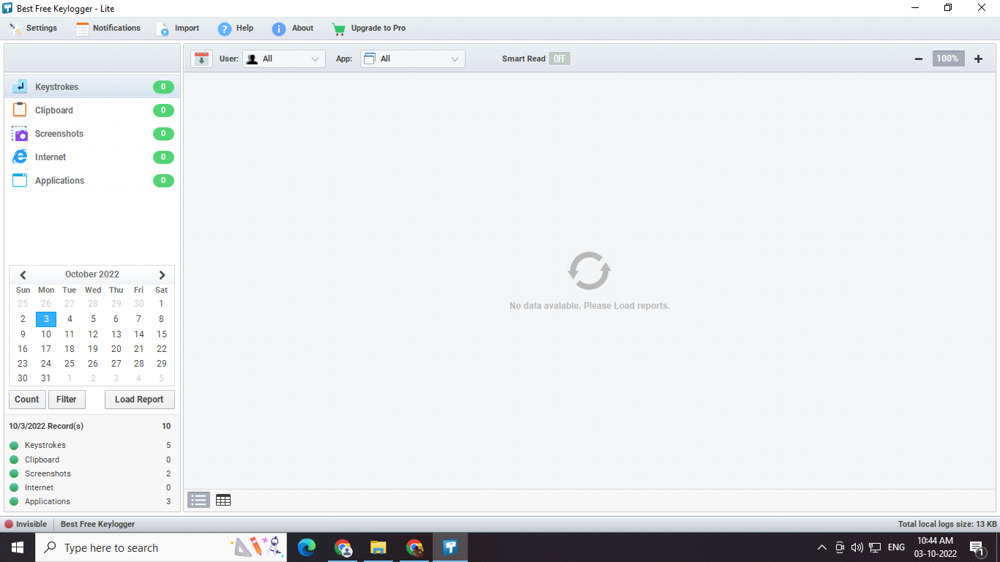 Best Free Keylogger - Lite
Settings Notifications Import Help About Upgrade to Pro
User: All App: All Smart Read OFF 100%
Keystrokes 0
Clipboard 0
Screenshots 0
Internet 0
Applications 0
No data avalable. Please Load reports.
October 2022
Sun Mon Tue Wed Thu Fri Sat
25 26 27 28 29 30 1
2 3 4 5 6 7 8
9 10 11 12 13 14 15
16 17 18 19 20 21 22
23 24 25 26 27 28 29
30 31 1 2 3 4 5
Count Filter Load Report
10/3/2022 Record(s) 10
Keystrokes 5
Clipboard 0
Screenshots 2
Internet 0
Applications 3
Invisible Best Free Keylogger Total local logs size: 13 KB
Type here to search
ENG
10:44 AM
03-10-2022
1